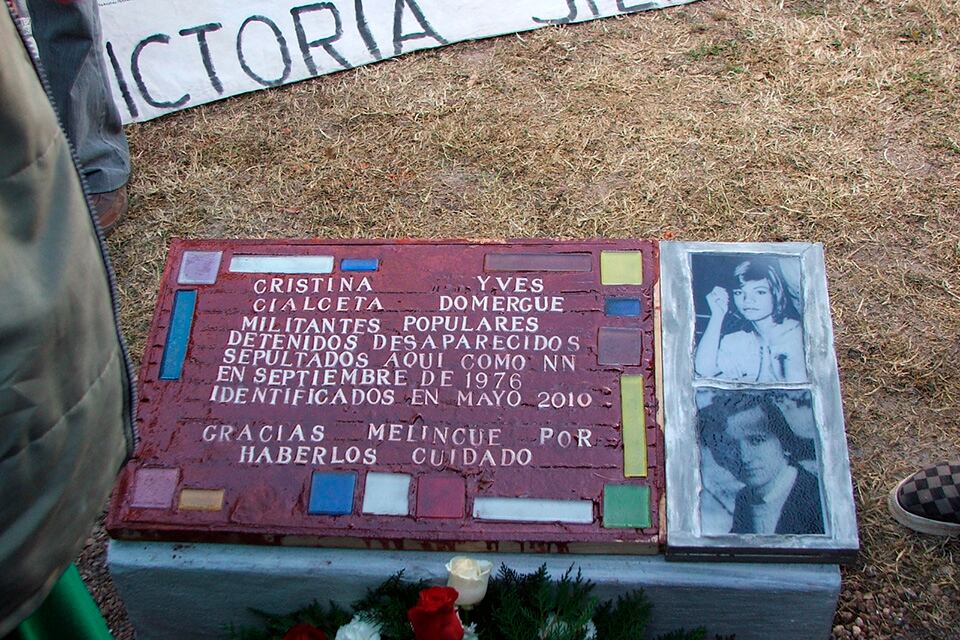 VICTORIA
CRISTINA YVES
CIALCETA DOMERGUE
MILITANTES POPULARES
DETENIDOS DESAPARECIDOS
SEPULTADOS AQUI COMO NN
EN SEPTIEMBRE DE 1976
IDENTIFICADOS EN MAYO 2010
GRACIAS MELINCUE POR
HABERLOS CUIDADO